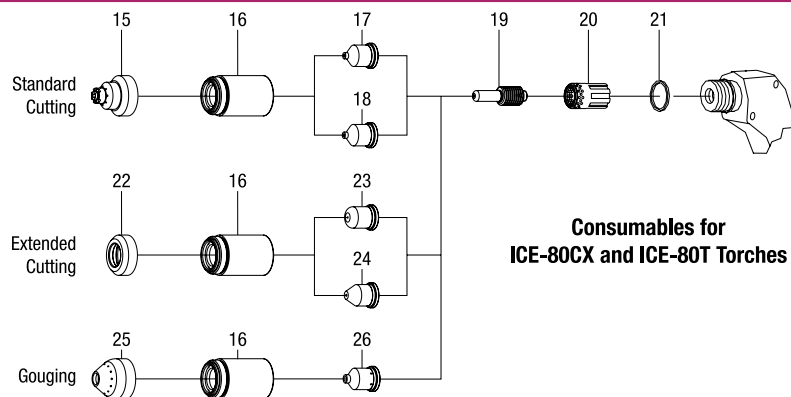 15 16 17 19 20 21
Standard
Cutting
18
22 16 23
Extended
Cutting
24
Consumables for
ICE-80CX and ICE-80T Torches
25 16 26
Gouging